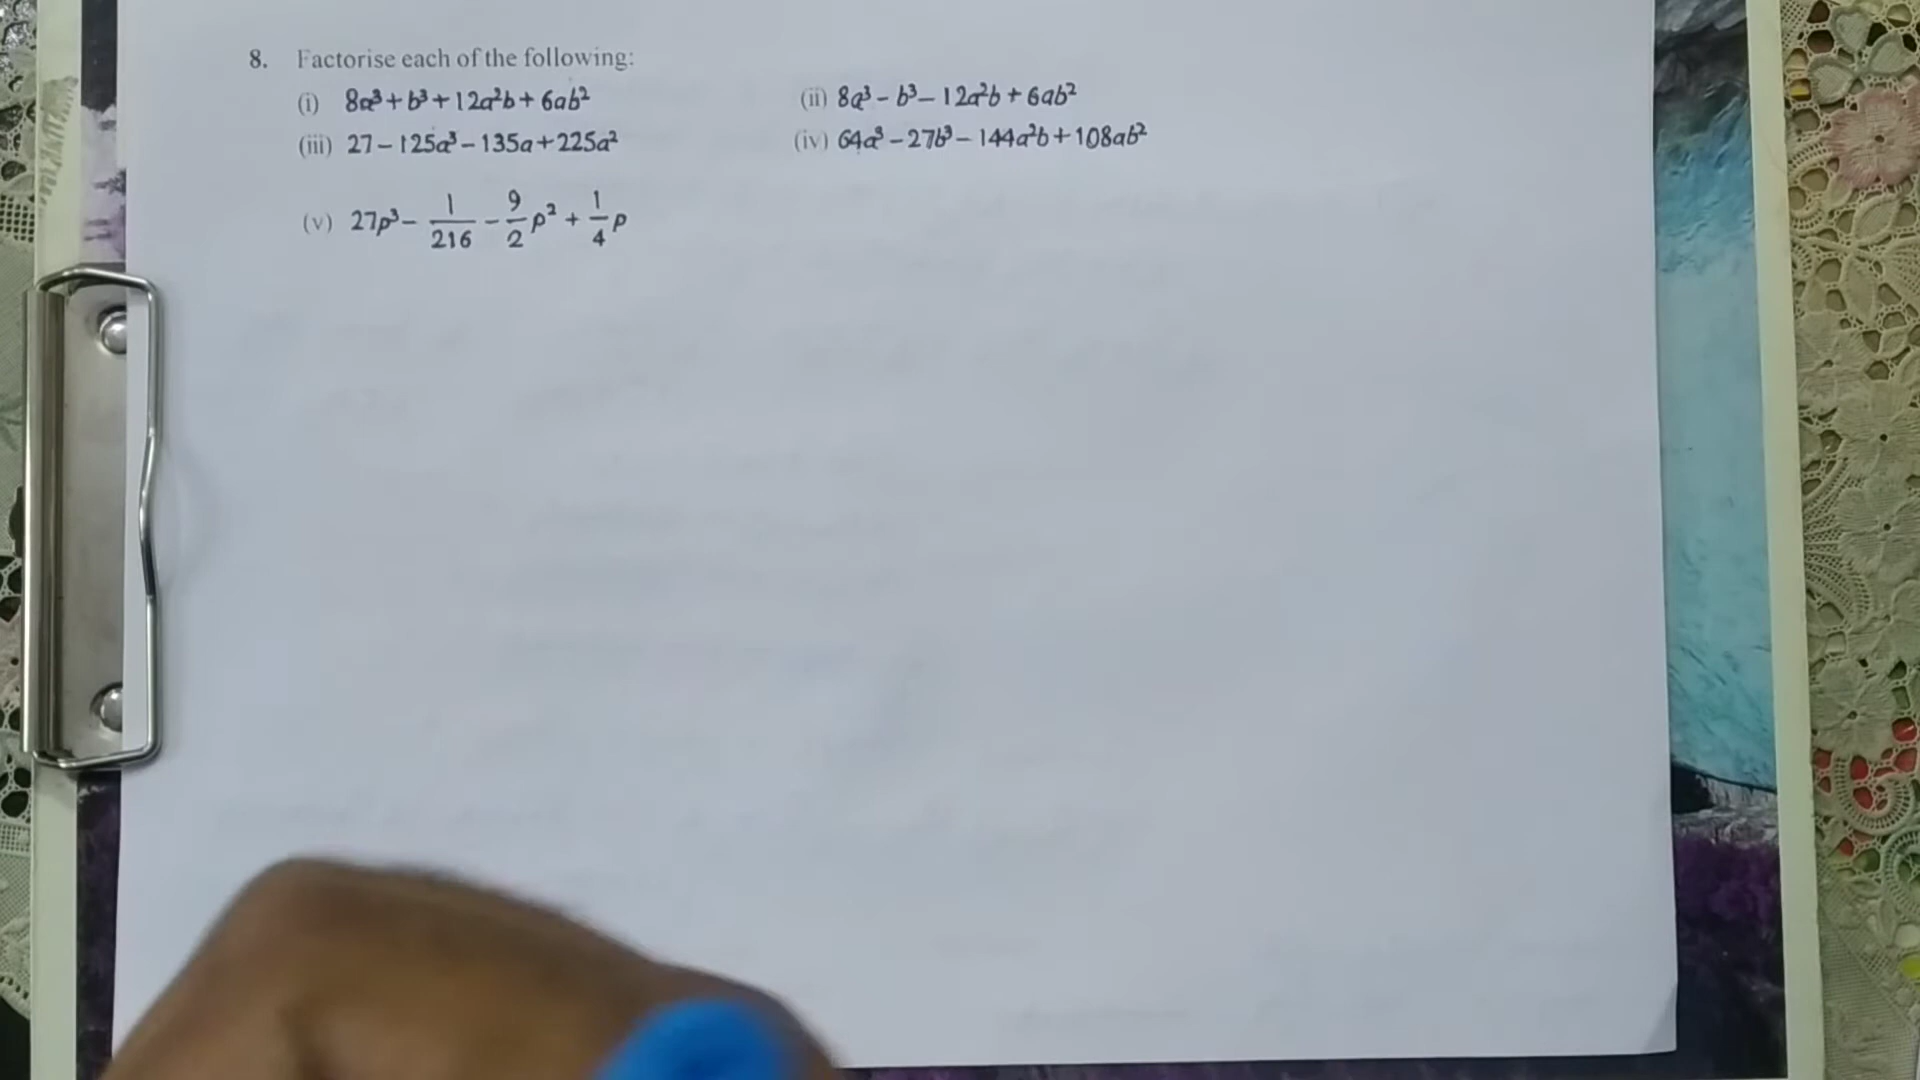 8. Factorise each of the following:
(i) 8a³ + b³ + 12a²b + 6ab² (ii) 8a³ – b³ – 12a²b + 6ab²
(iii) 27 – 125a³ – 135a + 225a² (iv) 64a³ – 27b³ – 144a²b + 108ab²
(v) 27p³ – 1/216 – 9/2 p² + 1/4 p